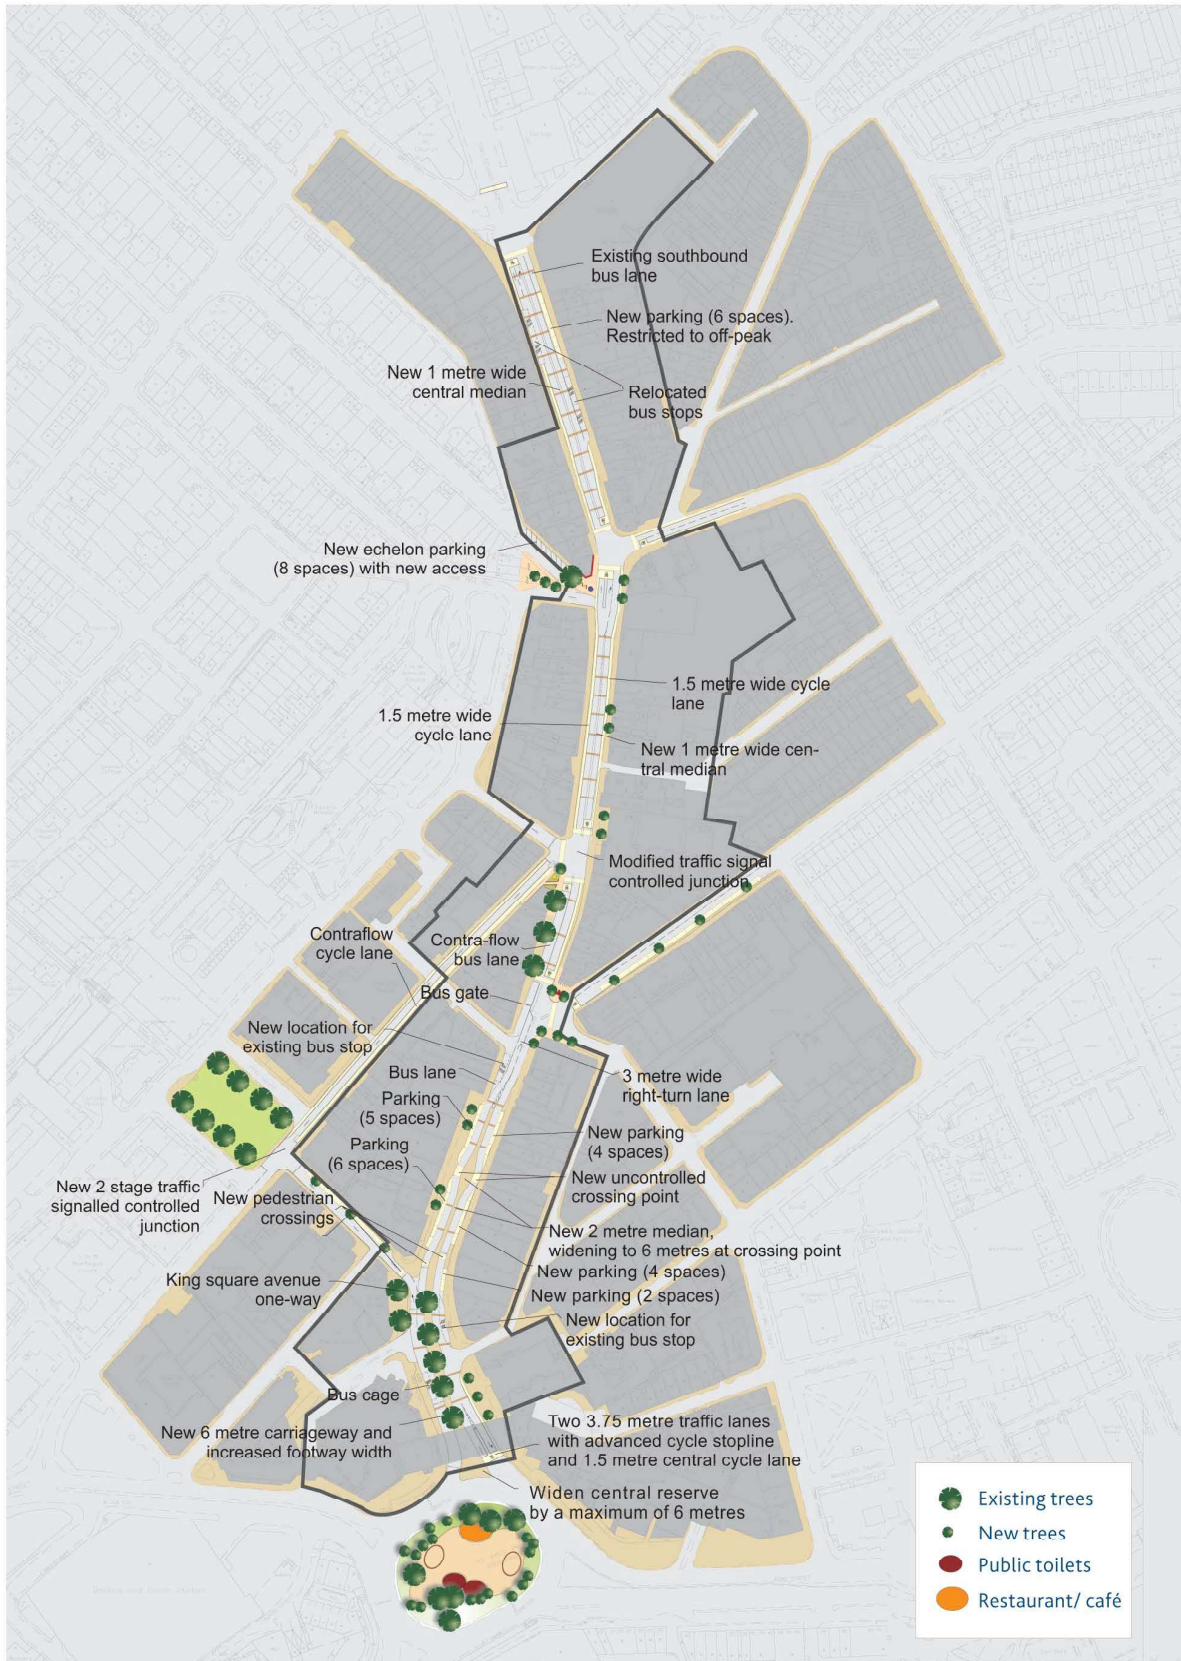 Existing southbound
bus lane
New parking (6 spaces).
Restricted to off-peak
New 1 metre wide
central median
Relocated
bus stops
New echelon parking
(8 spaces) with new access
1.5 metre wide cycle
lane
1.5 metre wide
cycle lane
New 1 metre wide cen-
tral median
Modified traffic signal
controlled junction
Contraflow
cycle lane
Contra-flow
bus lane
Bus gate
New location for
existing bus stop
Bus lane
3 metre wide
right-turn lane
Parking
(5 spaces)
New parking
(4 spaces)
Parking
(6 spaces)
New uncontrolled
crossing point
New 2 stage traffic
signalled controlled
junction
New pedestrian
crossings
New 2 metre median,
widening to 6 metres at crossing point
New parking (4 spaces)
King square avenue
one-way
New parking (2 spaces)
New location for
existing bus stop
Bus cage
New 6 metre carriageway and
increased footway width
Two 3.75 metre traffic lanes
with advanced cycle stopline
and 1.5 metre central cycle lane
Widen central reserve
by a maximum of 6 metres
Existing trees
New trees
Public toilets
Restaurant/ café